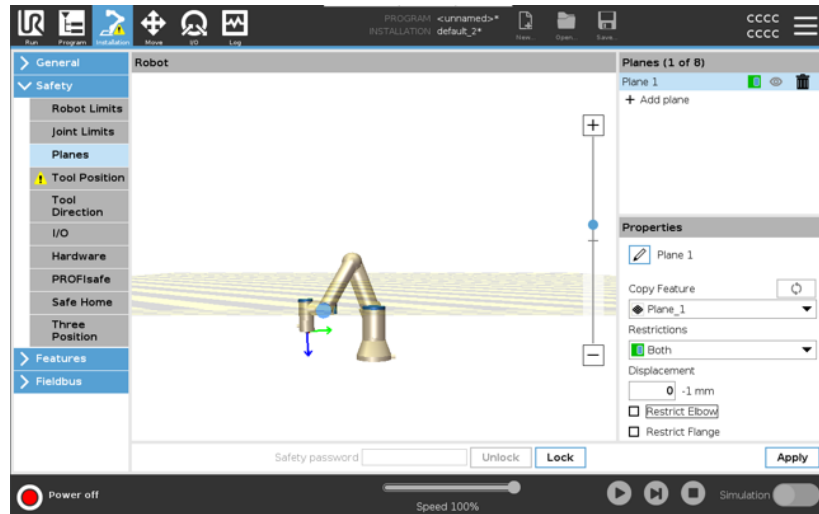 UR
PROGRAM <unnamed>*
INSTALLATION default_2*
CCCC
CCCC
Run Program Installation Move I/O Log New... Open... Save...
General
Safety
Robot Limits
Joint Limits
Planes
Tool Position
Tool
Direction
I/O
Hardware
PROFIsafe
Safe Home
Three
Position
Features
Fieldbus
Robot
Planes (1 of 8)
Plane 1
+ Add plane
Properties
Plane 1
Copy Feature
Plane_1
Restrictions
Both
Displacement
0 -1 mm
Restrict Elbow
Restrict Flange
Safety password Unlock Lock
Apply
Power off
Speed 100%
Simulation